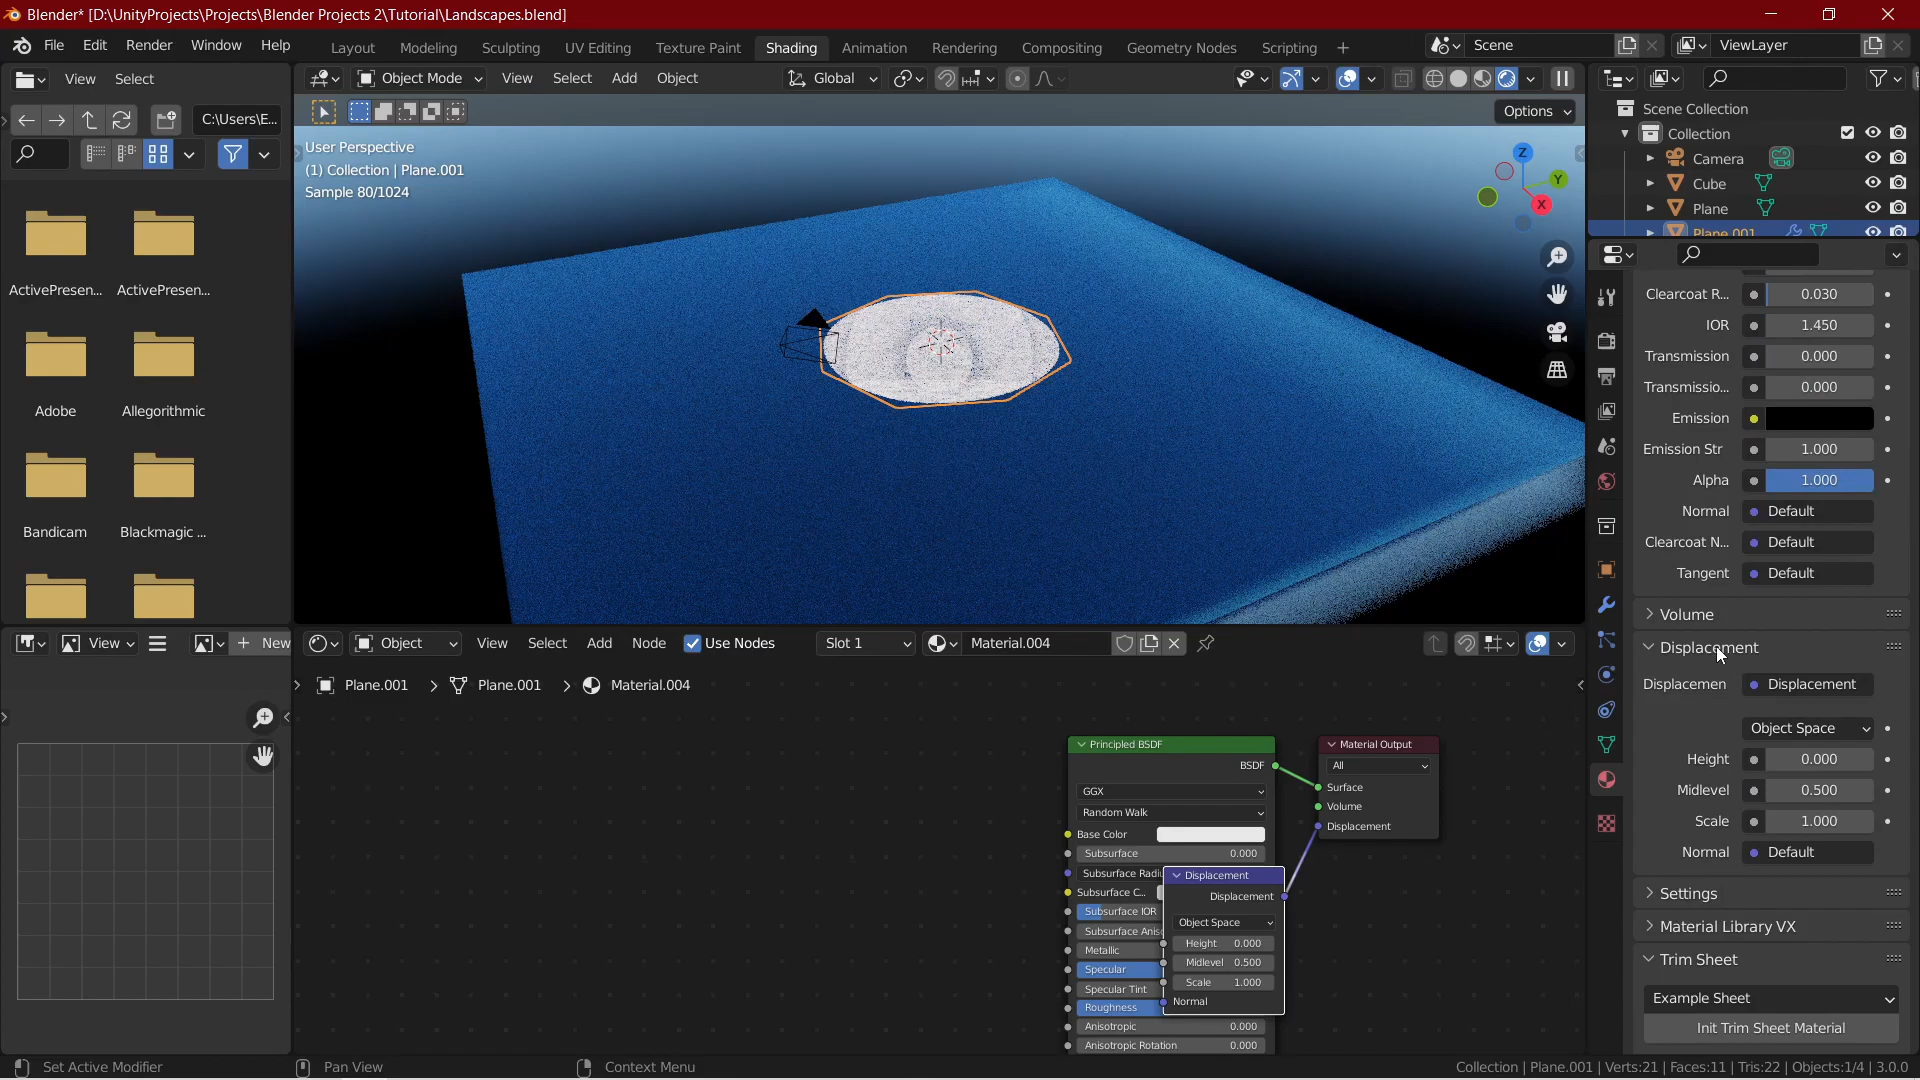 Blender* [D:\UnityProjects\Projects\Blender Projects 2\Tutorial\Landscapes.blend]
File Edit Render Window Help
Layout Modeling Sculpting UV Editing Texture Paint Shading Animation Rendering Compositing Geometry Nodes Scripting +
Scene
ViewLayer
View Select
Object Mode View Select Add Object
Global
C:\Users\E...
Options
User Perspective
(1) Collection | Plane.001
Sample 80/1024
Z
Y
X
ActivePresen... ActivePresen...
Adobe Allegorithmic
Bandicam Blackmagic ...
Scene Collection
Collection
Camera
Cube
Plane
Plane.001
Clearcoat R... 0.030
IOR 1.450
Transmission 0.000
Transmissio... 0.000
Emission
Emission Str 1.000
Alpha 1.000
Normal Default
Clearcoat N... Default
Tangent Default
Volume
Displacement
Displacemen Displacement
Object Space
Height 0.000
Midlevel 0.500
Scale 1.000
Normal Default
Settings
Material Library VX
Trim Sheet
Example Sheet
Init Trim Sheet Material
View
New
Object View Select Add Node Use Nodes Slot 1 Material.004
Plane.001 > Plane.001 > Material.004
Principled BSDF
BSDF
GGX
Random Walk
Base Color
Subsurface 0.000
Subsurface Radiu
Subsurface C...
Subsurface IOR
Subsurface Aniso
Metallic
Specular
Specular Tint
Roughness
Anisotropic 0.000
Anisotropic Rotation 0.000
Displacement
Displacement
Object Space
Height 0.000
Midlevel 0.500
Scale 1.000
Normal
Material Output
All
Surface
Volume
Displacement
Set Active Modifier Pan View Context Menu
Collection | Plane.001 | Verts:21 | Faces:11 | Tris:22 | Objects:1/4 | 3.0.0